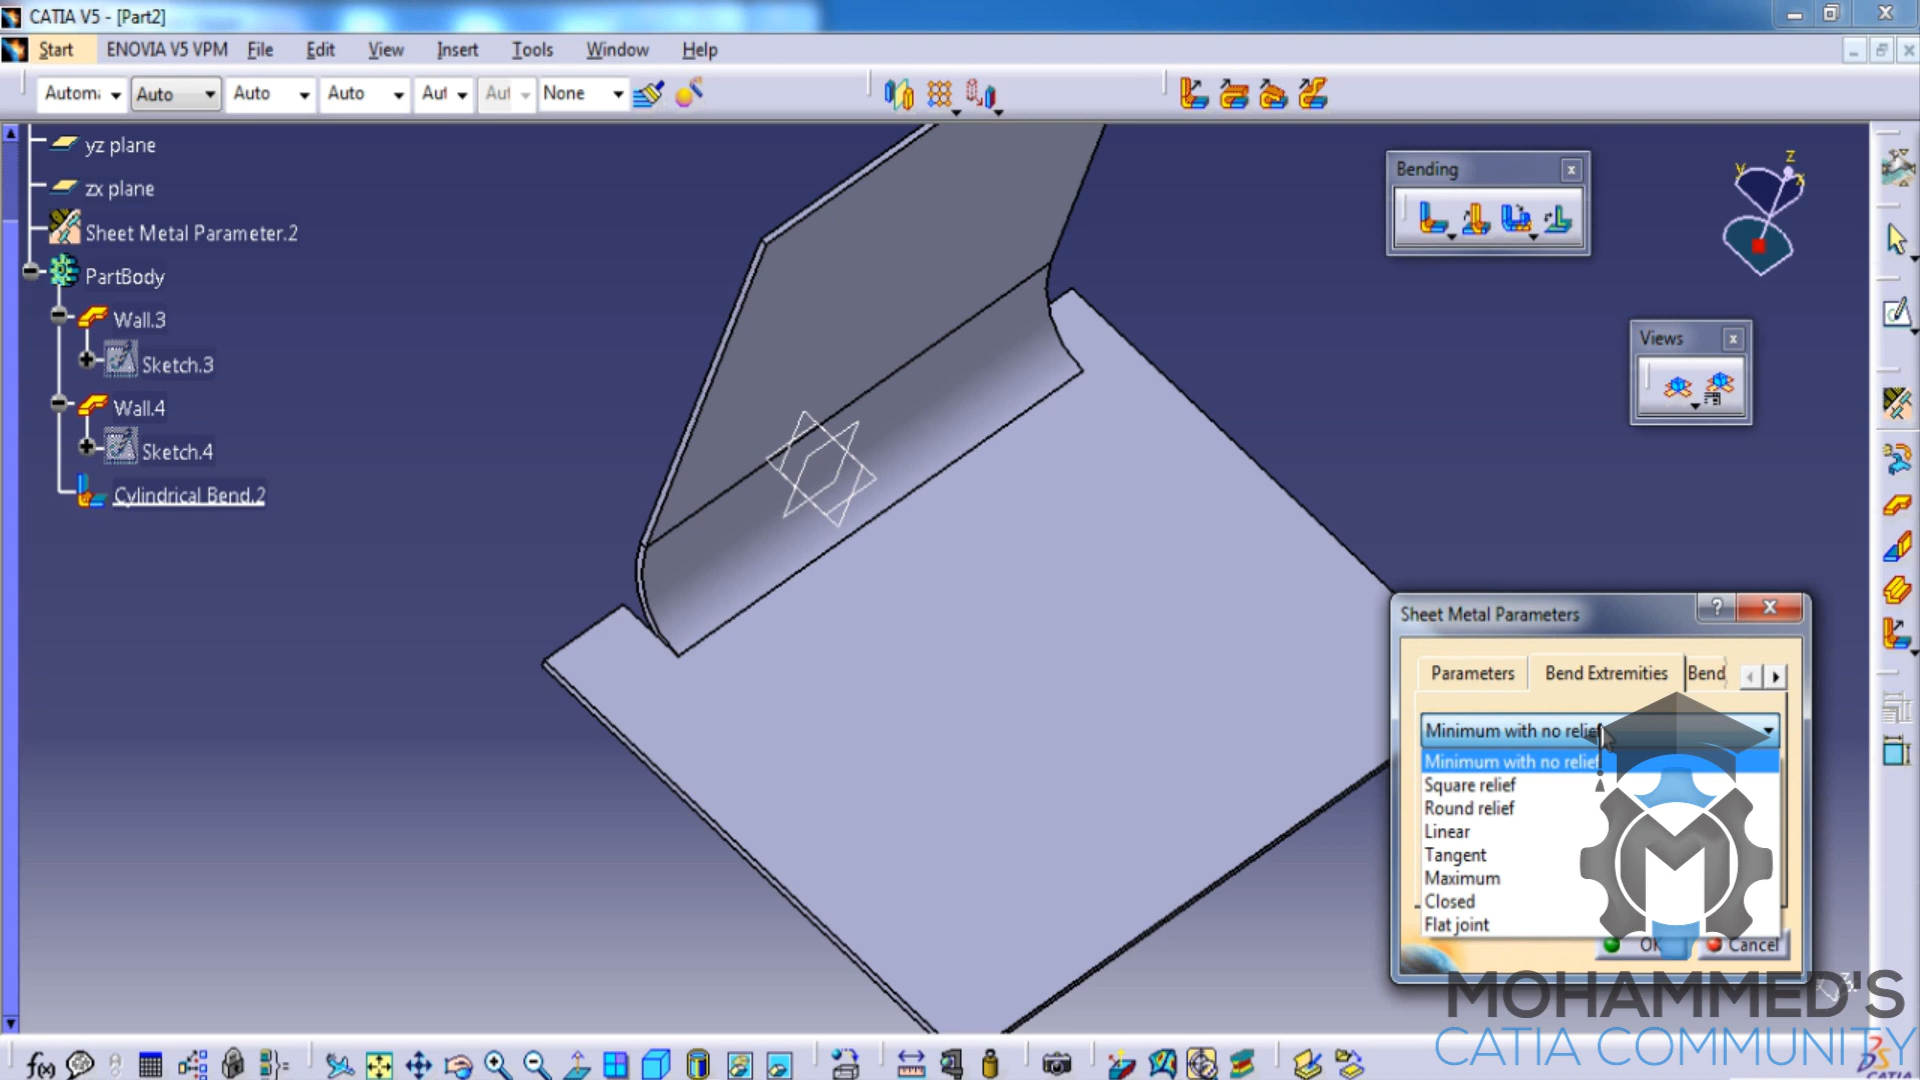 CATIA V5 - [Part2]
Start ENOVIA V5 VPM File Edit View Insert Tools Window Help
Auto Auto Auto None
yz plane
zx plane
Sheet Metal Parameter.2
PartBody
Wall.3
Sketch.3
Wall.4
Sketch.4
Cylindrical Bend.2
Bending
Z
Views
Sheet Metal Parameters
Parameters Bend Extremities Bend
Minimum with no relief
Minimum with no relief
Square relief
Round relief
Linear
Tangent
Maximum
Closed
Flat joint
OK Cancel
M
MOHAMMED'S
CATIA COMMUNITY
f(x)
CATIA